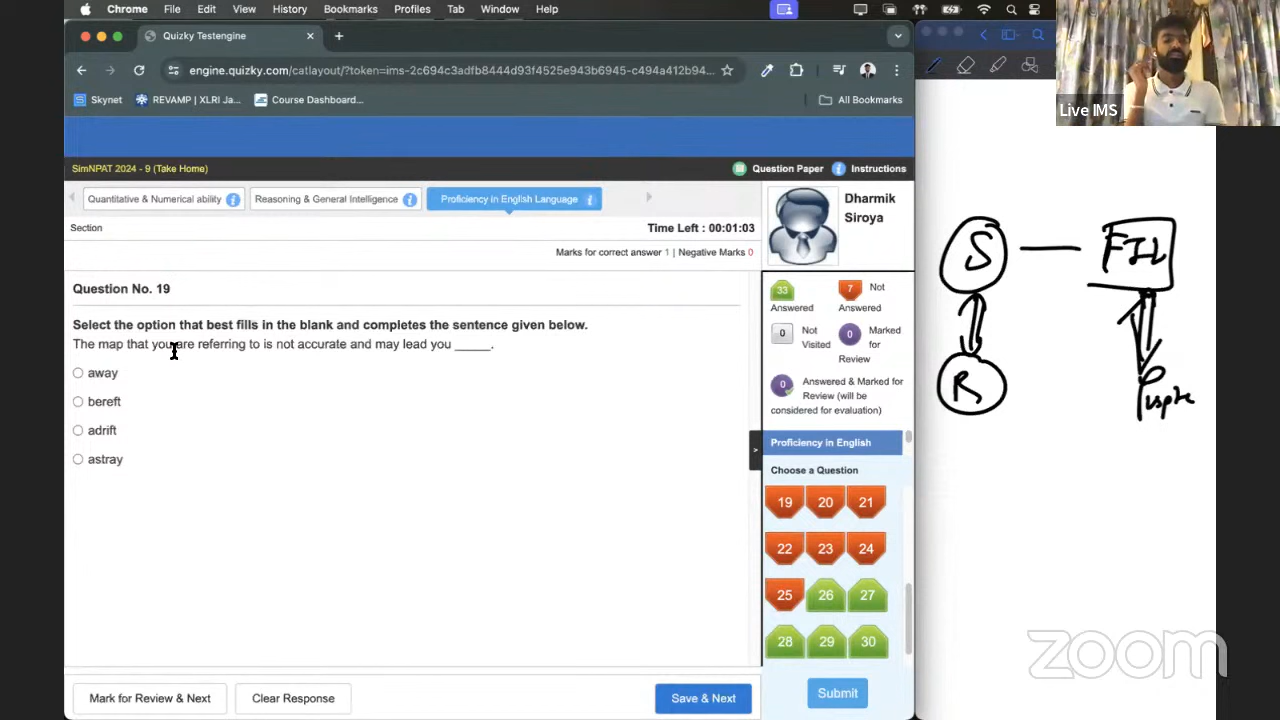 Chrome File Edit View History Bookmarks Profiles Tab Window Help
Quizky Testengine
engine.quizky.com/catlayout/?token=ims-2c694c3adfb8444d93f4525e943b6945-c494a412b94...
Skynet REVAMP | XLRI Ja... Course Dashboard... All Bookmarks
Live IMS
SimNPAT 2024 - 9 (Take Home) Question Paper Instructions
Quantitative & Numerical ability Reasoning & General Intelligence Proficiency in English Language
Dharmik
Siroya
Section Time Left : 00:01:03
Marks for correct answer 1 | Negative Marks 0
Question No. 19
Select the option that best fills in the blank and completes the sentence given below.
The map that you are referring to is not accurate and may lead you _____.
away
bereft
adrift
astray
33 Answered
7 Not Answered
0 Not Visited
0 Marked for Review
0 Answered & Marked for Review (will be considered for evaluation)
Proficiency in English
Choose a Question
19 20 21
22 23 24
25 26 27
28 29 30
Mark for Review & Next Clear Response Save & Next Submit
S FIL
R
zoom